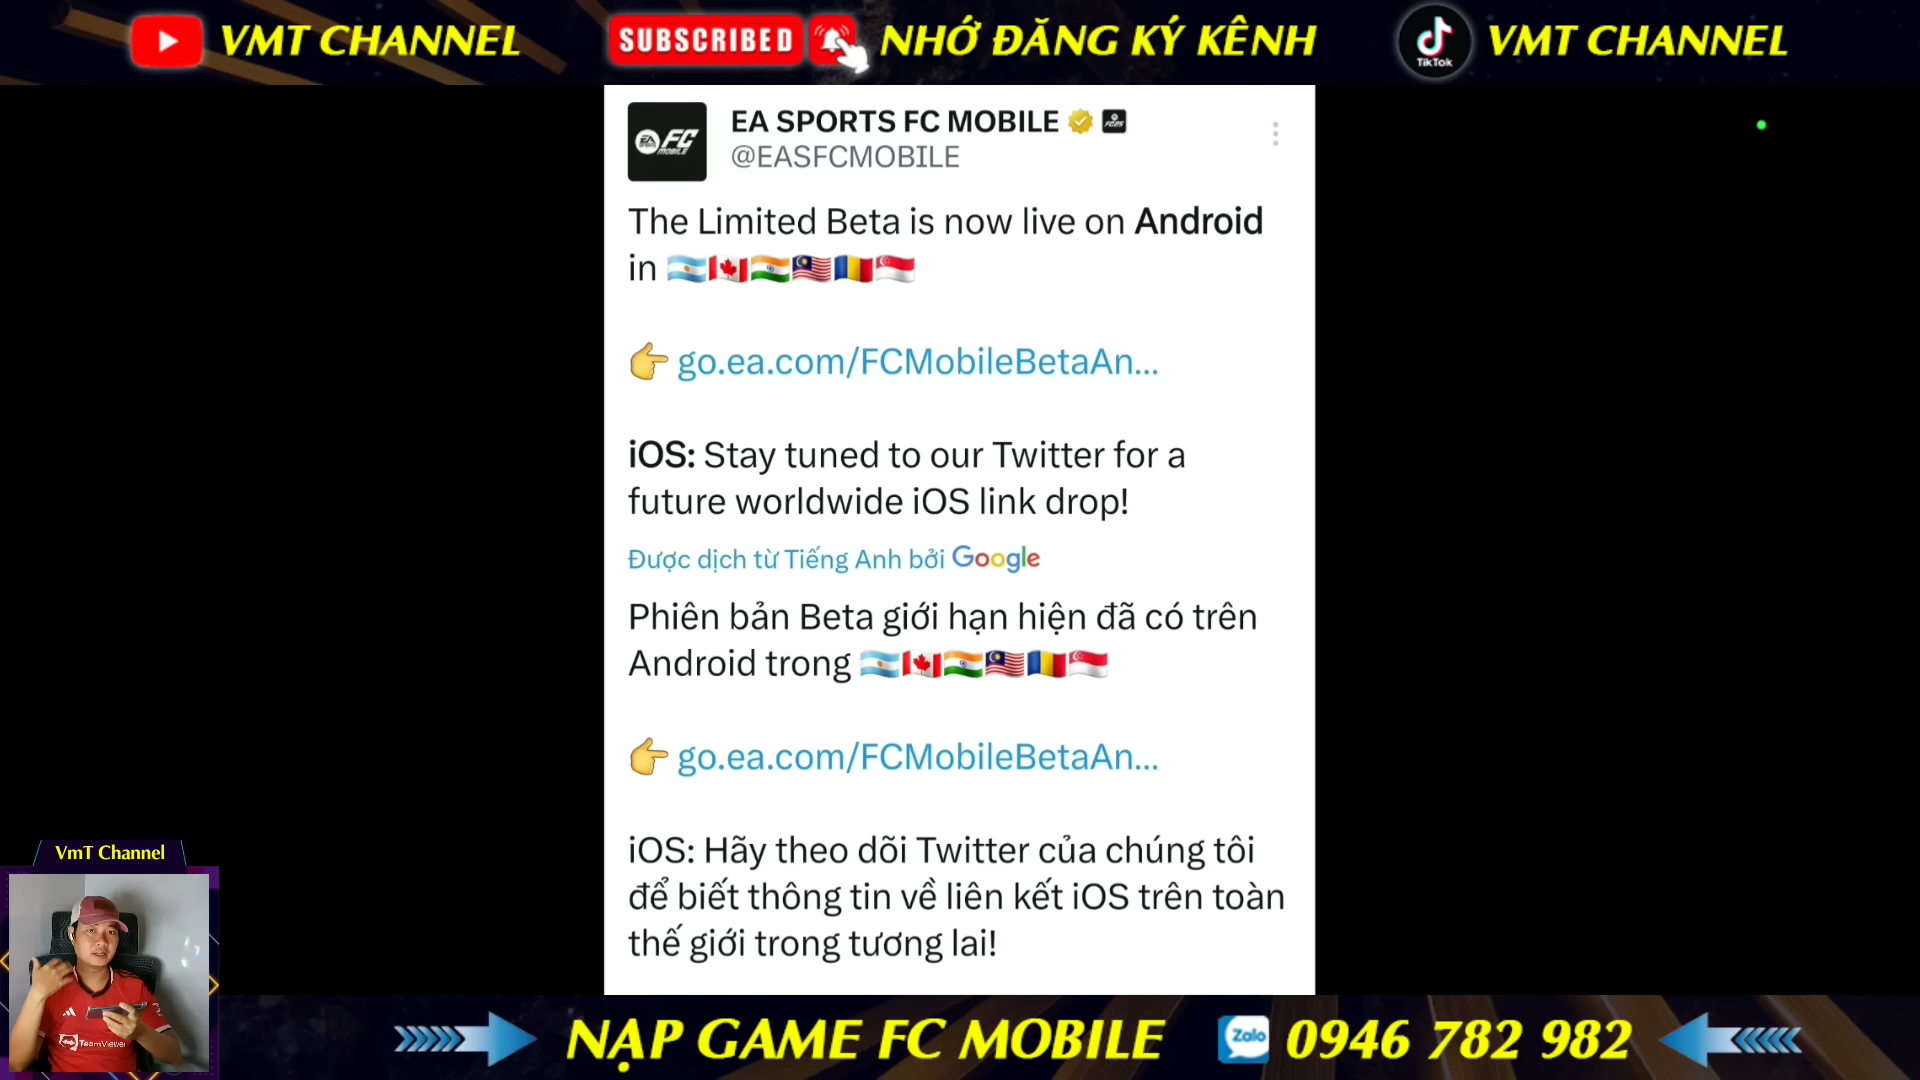 VMT CHANNEL
SUBSCRIBED
NHỚ ĐĂNG KÝ KÊNH
TikTok
VMT CHANNEL
EA SPORTS FC MOBILE
@EASFCMOBILE
FC MOBILE
The Limited Beta is now live on Android
in 🇦🇷🇨🇦🇮🇳🇲🇾🇷🇴🇸🇬
👉 go.ea.com/FCMobileBetaAn...
iOS: Stay tuned to our Twitter for a
future worldwide iOS link drop!
Được dịch từ Tiếng Anh bởi Google
Phiên bản Beta giới hạn hiện đã có trên
Android trong 🇦🇷🇨🇦🇮🇳🇲🇾🇷🇴🇸🇬
👉 go.ea.com/FCMobileBetaAn...
iOS: Hãy theo dõi Twitter của chúng tôi
để biết thông tin về liên kết iOS trên toàn
thế giới trong tương lai!
VmT Channel
TeamViewer
NẠP GAME FC MOBILE
Zalo
0946 782 982